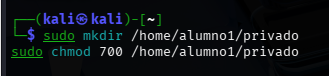 ┌──(kali㉿kali)-[~]
└─$ sudo mkdir /home/alumno1/privado
sudo chmod 700 /home/alumno1/privado